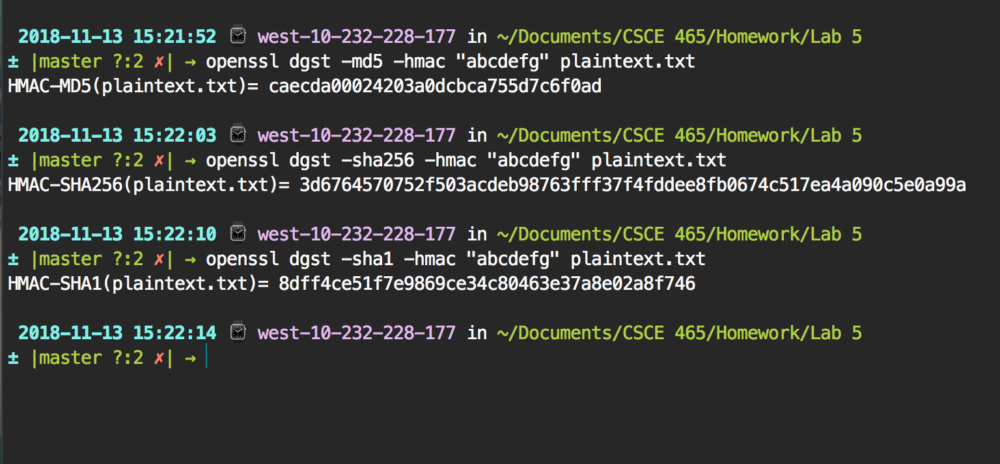 2018-11-13 15:21:52 ⌚ west-10-232-228-177 in ~/Documents/CSCE 465/Homework/Lab 5
± |master ?:2 ✗| → openssl dgst -md5 -hmac "abcdefg" plaintext.txt
HMAC-MD5(plaintext.txt)= caecda00024203a0dcbca755d7c6f0ad
2018-11-13 15:22:03 ⌚ west-10-232-228-177 in ~/Documents/CSCE 465/Homework/Lab 5
± |master ?:2 ✗| → openssl dgst -sha256 -hmac "abcdefg" plaintext.txt
HMAC-SHA256(plaintext.txt)= 3d6764570752f503acdeb98763fff37f4fddee8fb0674c517ea4a090c5e0a99a
2018-11-13 15:22:10 ⌚ west-10-232-228-177 in ~/Documents/CSCE 465/Homework/Lab 5
± |master ?:2 ✗| → openssl dgst -sha1 -hmac "abcdefg" plaintext.txt
HMAC-SHA1(plaintext.txt)= 8dff4ce51f7e9869ce34c80463e37a8e02a8f746
2018-11-13 15:22:14 ⌚ west-10-232-228-177 in ~/Documents/CSCE 465/Homework/Lab 5
± |master ?:2 ✗| →